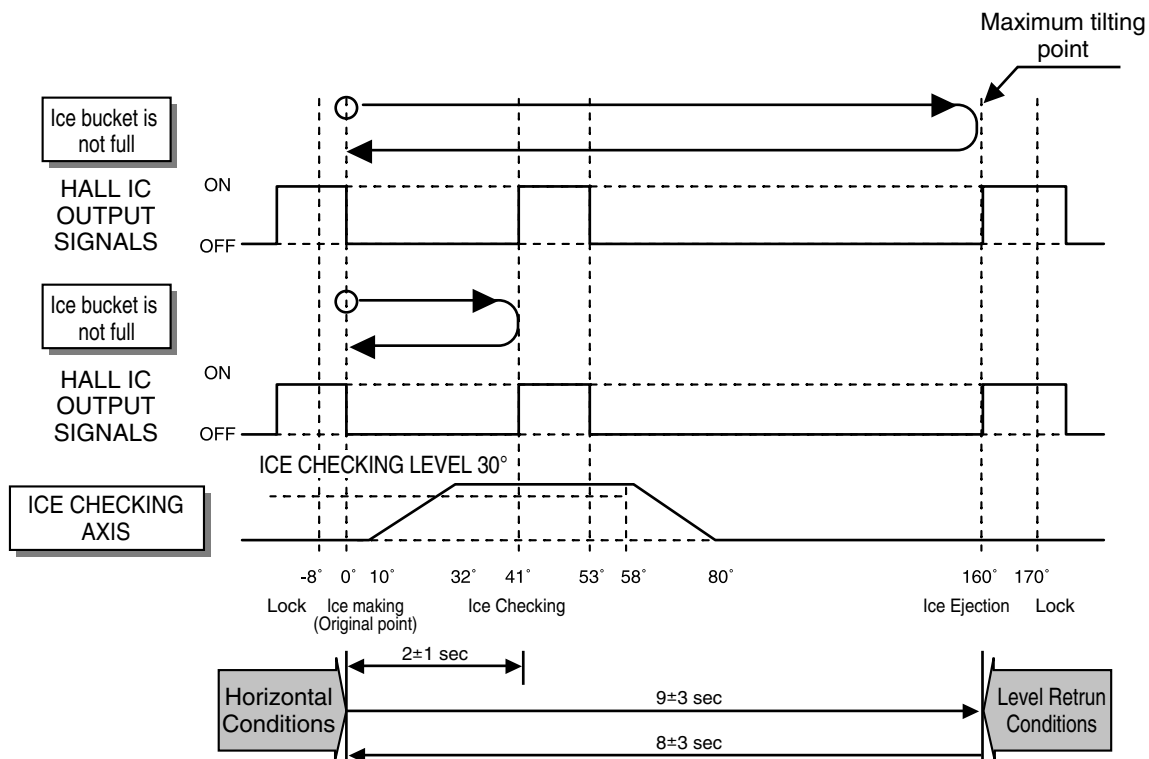 Maximum tilting
point
Ice bucket is
not full
HALL IC
OUTPUT
SIGNALS
ON
OFF
Ice bucket is
not full
HALL IC
OUTPUT
SIGNALS
ON
OFF
ICE CHECKING LEVEL 30°
ICE CHECKING
AXIS
-8° 0° 10° 32° 41° 53° 58° 80° 160° 170°
Lock Ice making Ice Checking Ice Ejection Lock
(Original point)
2±1 sec
Horizontal
Conditions
9±3 sec
Level Retrun
Conditions
8±3 sec